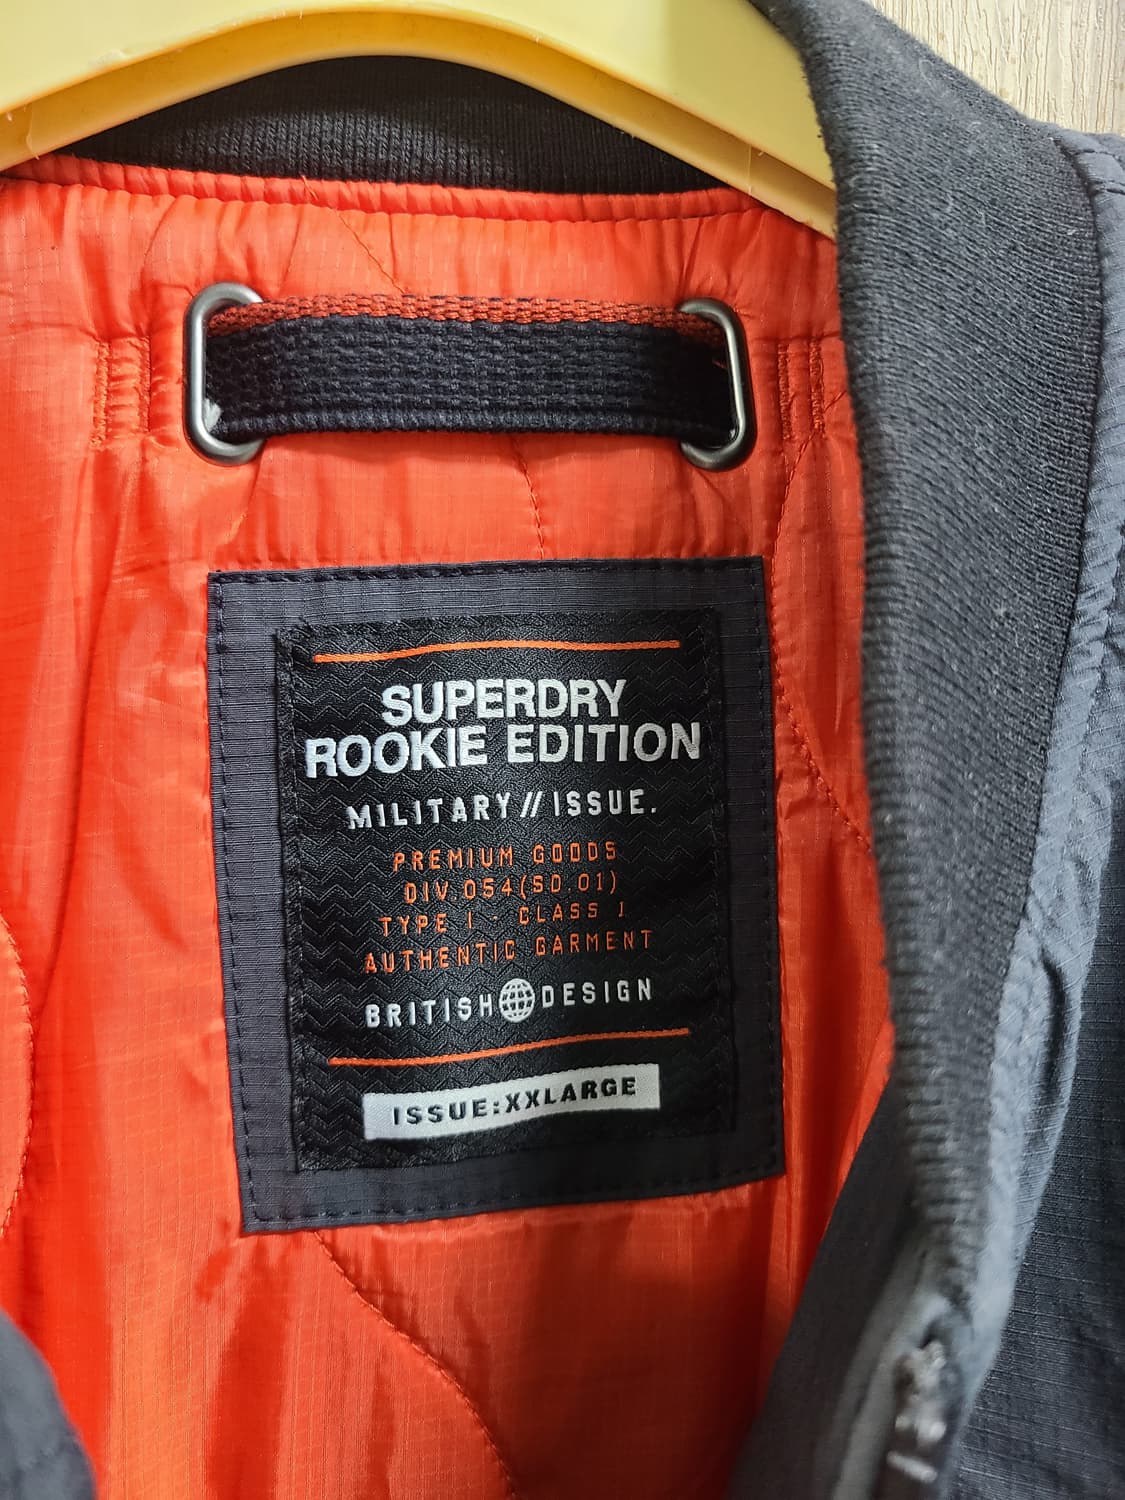 SUPERDRY
ROOKIE EDITION
MILITARY//ISSUE.
PREMIUM GOODS
DIV.054(SD.01)
TYPE I - CLASS 1
AUTHENTIC GARMENT
BRITISH DESIGN
ISSUE:XXLARGE